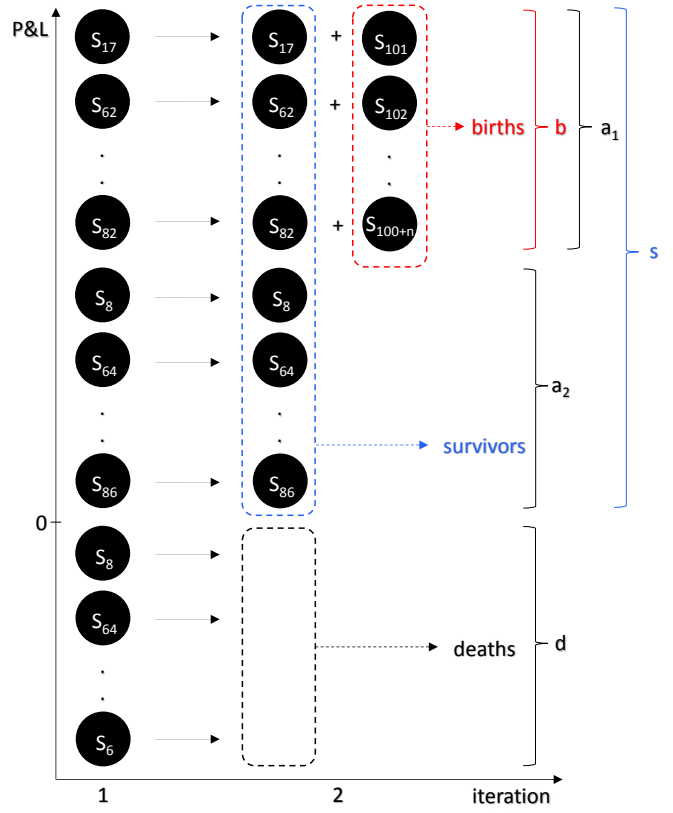 P&L
S17 S17 + S101
S62 S62 + S102
births b a1
S82 S82 + S100+n
s
S8 S8
S64 S64
a2
survivors
S86 S86
0
S8
S64
deaths d
S6
1 2 iteration